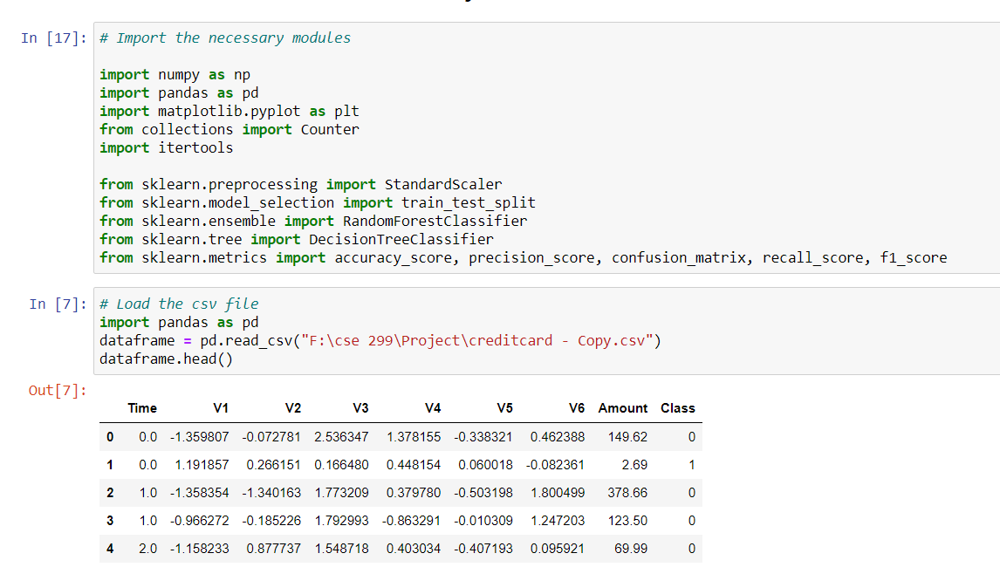 In [17]: # Import the necessary modules
import numpy as np
import pandas as pd
import matplotlib.pyplot as plt
from collections import Counter
import itertools
from sklearn.preprocessing import StandardScaler
from sklearn.model_selection import train_test_split
from sklearn.ensemble import RandomForestClassifier
from sklearn.tree import DecisionTreeClassifier
from sklearn.metrics import accuracy_score, precision_score, confusion_matrix, recall_score, f1_score
In [7]: # Load the csv file
import pandas as pd
dataframe = pd.read_csv("F:\cse 299\Project\creditcard - Copy.csv")
dataframe.head()
Out[7]:
Time V1 V2 V3 V4 V5 V6 Amount Class
0 0.0 -1.359807 -0.072781 2.536347 1.378155 -0.338321 0.462388 149.62 0
1 0.0 1.191857 0.266151 0.166480 0.448154 0.060018 -0.082361 2.69 1
2 1.0 -1.358354 -1.340163 1.773209 0.379780 -0.503198 1.800499 378.66 0
3 1.0 -0.966272 -0.185226 1.792993 -0.863291 -0.010309 1.247203 123.50 0
4 2.0 -1.158233 0.877737 1.548718 0.403034 -0.407193 0.095921 69.99 0